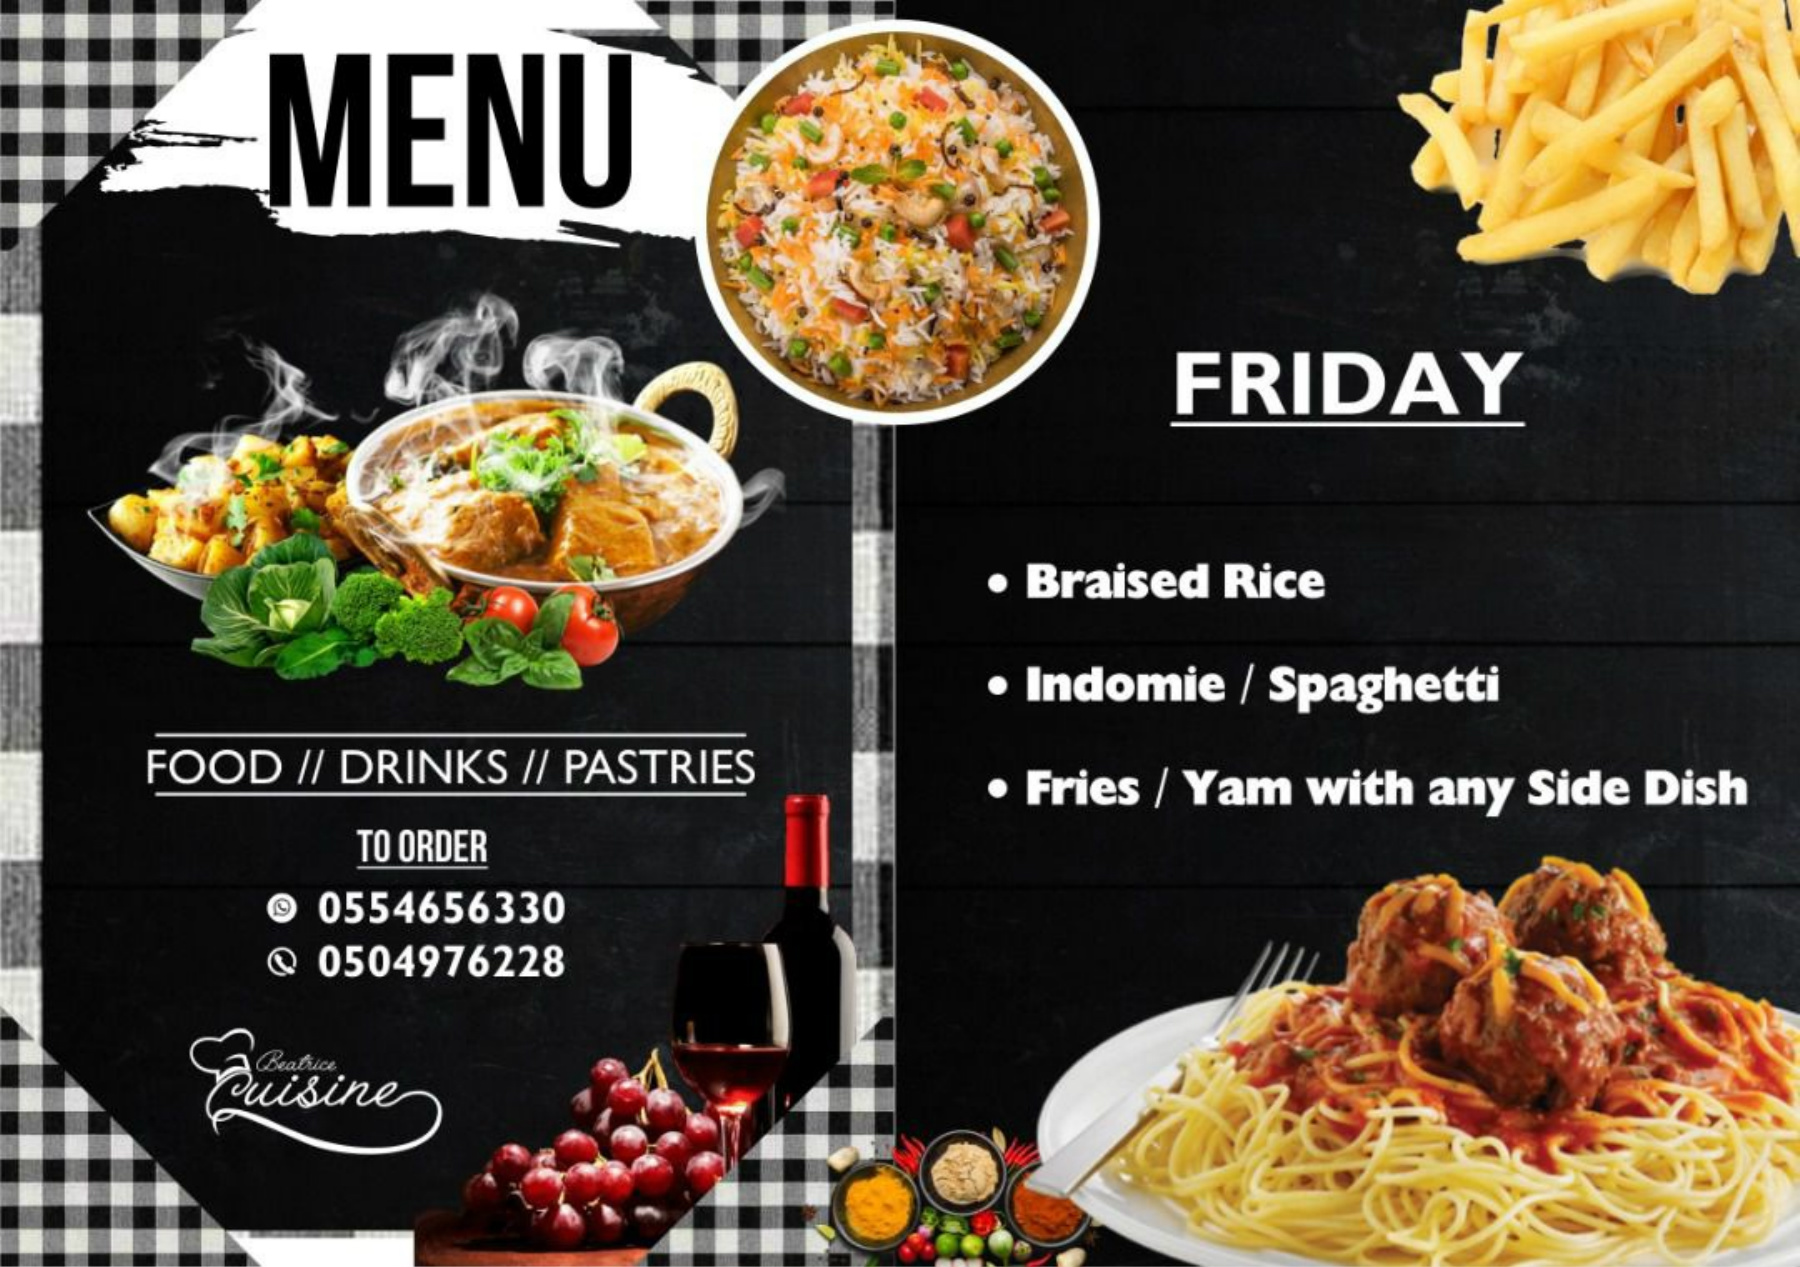 MENU
FOOD // DRINKS // PASTRIES
TO ORDER
0554656330
0504976228
Beatrice
Cuisine
FRIDAY
• Braised Rice
• Indomie / Spaghetti
• Fries / Yam with any Side Dish